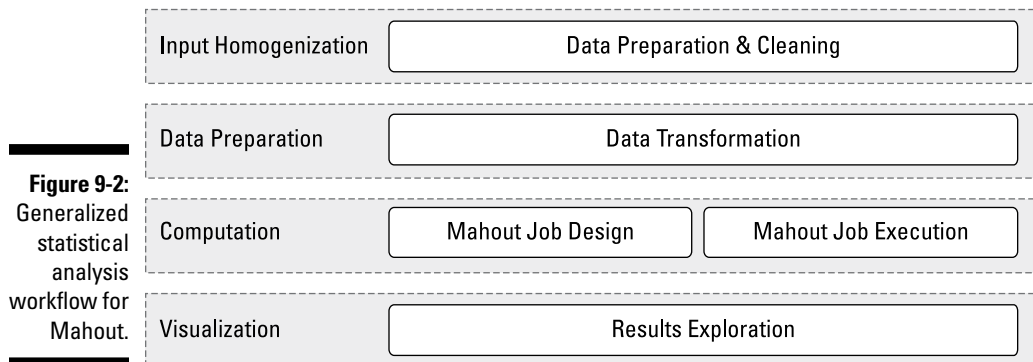 Input Homogenization
Data Preparation & Cleaning
Data Preparation
Data Transformation
Computation
Mahout Job Design
Mahout Job Execution
Visualization
Results Exploration
Figure 9-2:
Generalized
statistical
analysis
workflow for
Mahout.